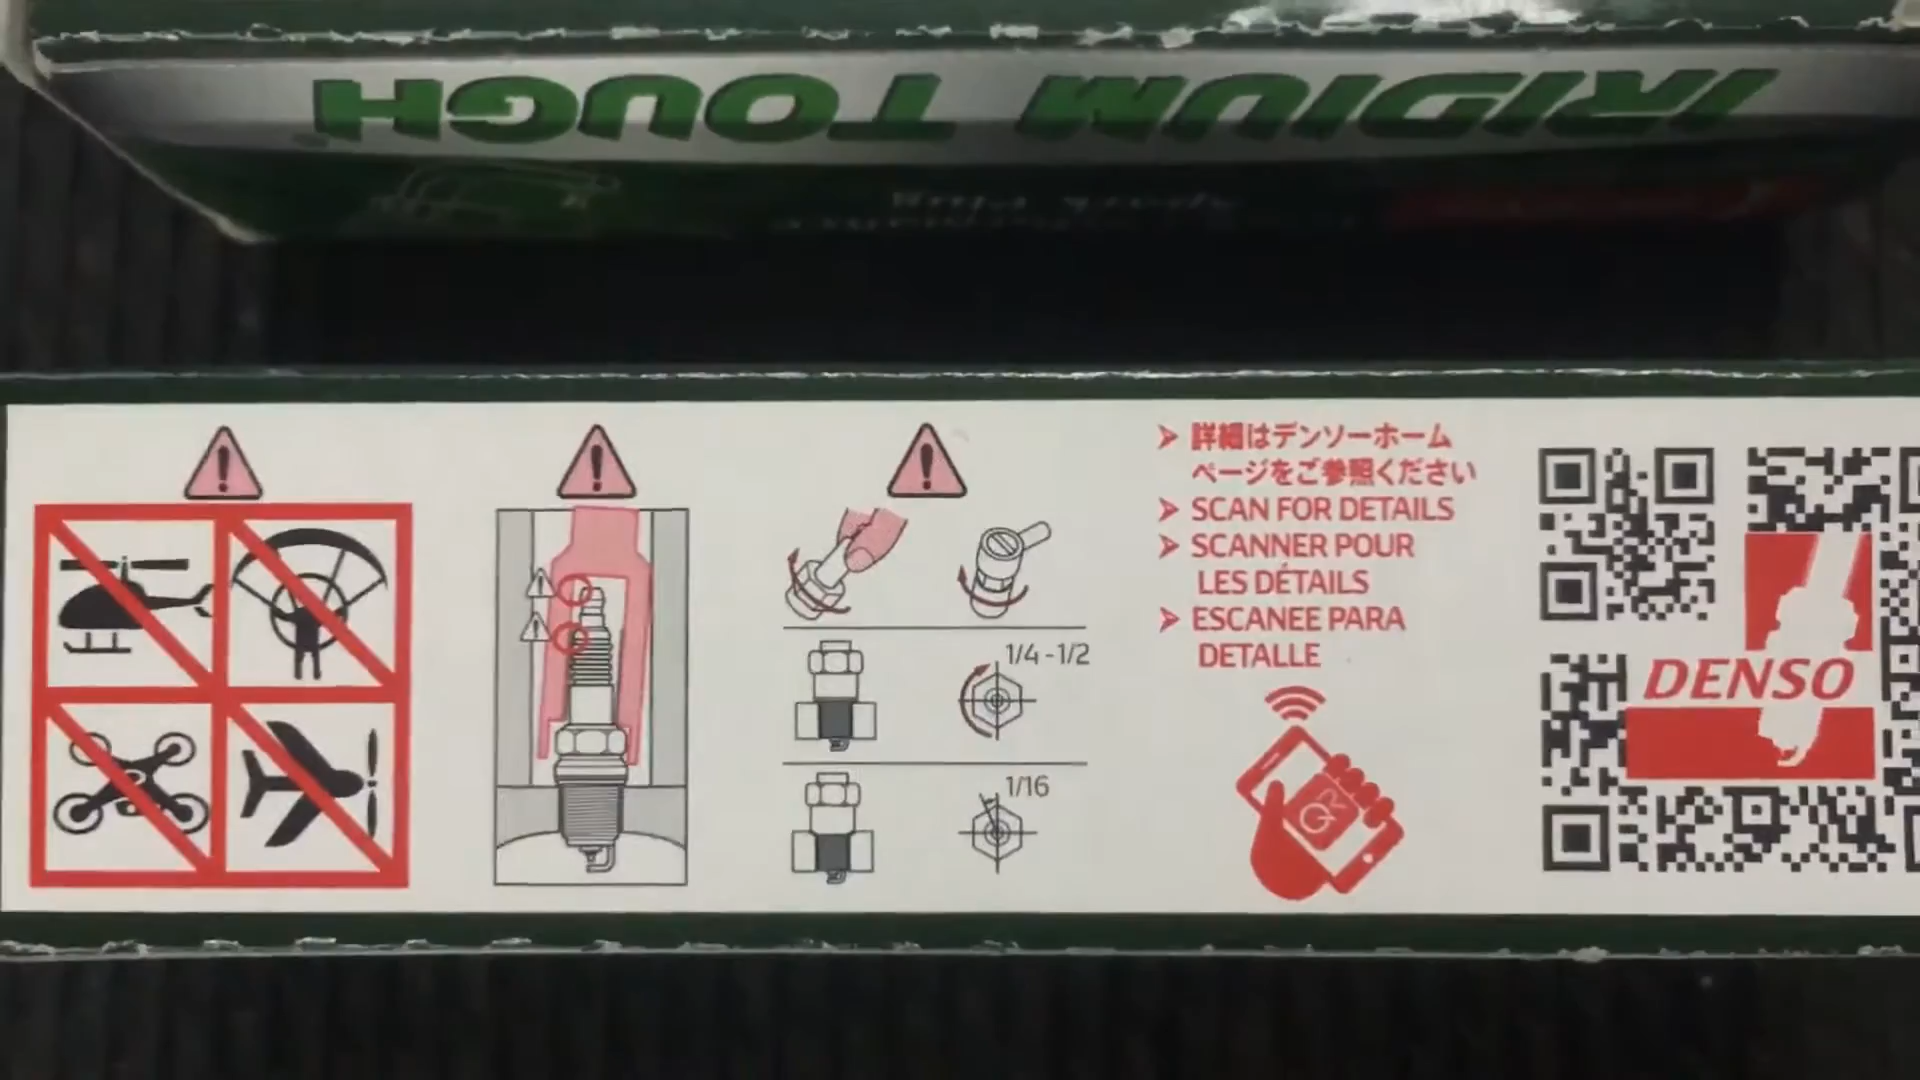 IRIDIUM TOUGH
詳細はデンソーホーム
ページをご参照ください
SCAN FOR DETAILS
SCANNER POUR
LES DÉTAILS
ESCANEE PARA
DETALLE
1/4 - 1/2
1/16
QR
DENSO